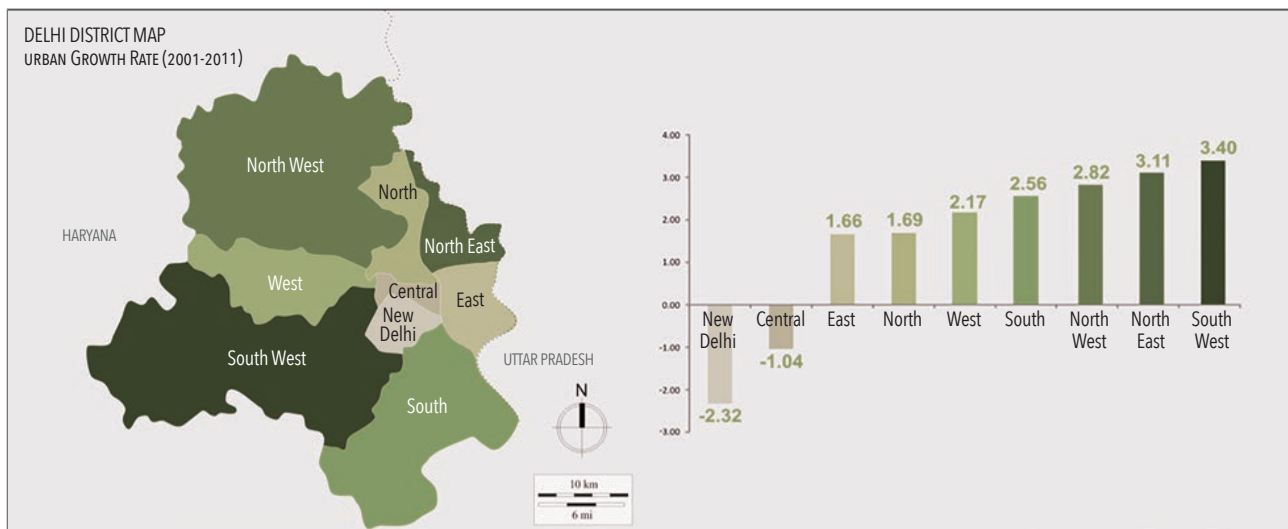 DELHI DISTRICT MAP
URBAN GROWTH RATE (2001-2011)
North West
North
North East
HARYANA
West
Central
East
New
Delhi
South West
UTTAR PRADESH
South
N
10 km
6 mi
4.00
3.00
2.00
1.00
0.00
-1.00
-2.00
-3.00
-2.32
-1.04
1.66
1.69
2.17
2.56
2.82
3.11
3.40
New
Delhi
Central
East
North
West
South
North
West
North
East
South
West